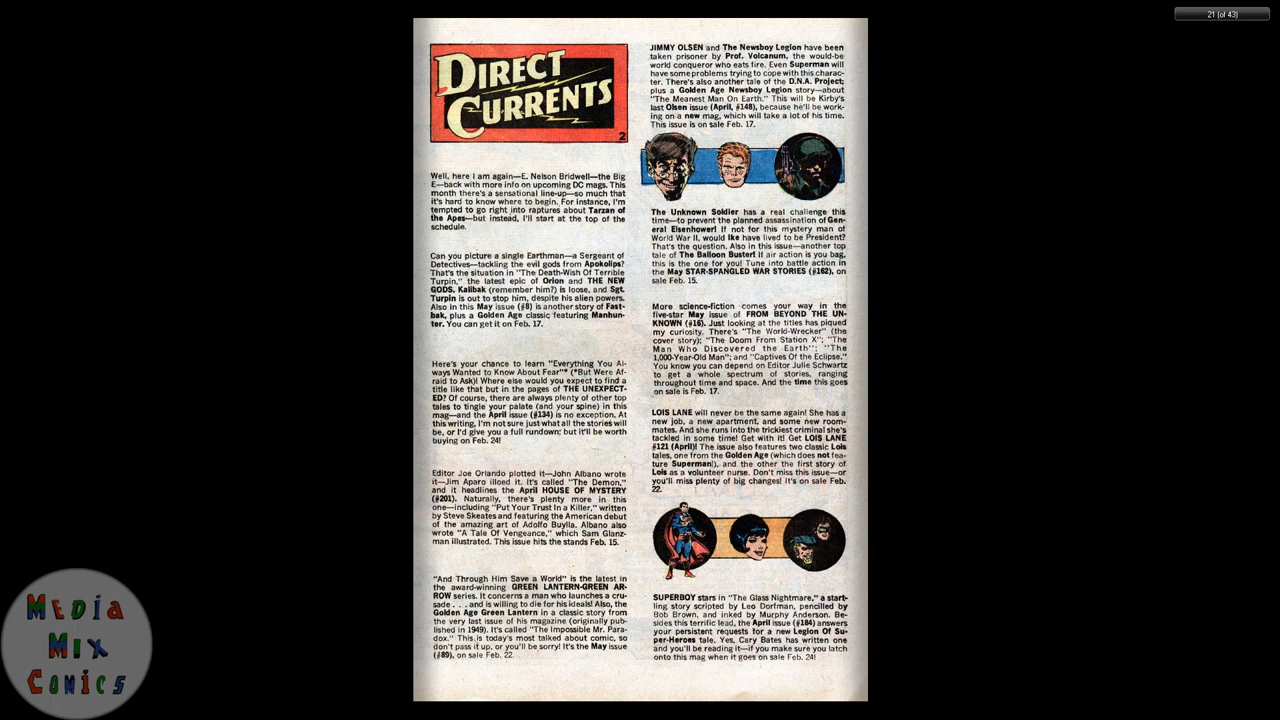 21 (of 43)
DIRECT
CURRENTS
2
Well, here I am again—E. Nelson Bridwell—the Big
E—back with more info on upcoming DC mags. This
month there's a sensational line-up—so much that
it's hard to know where to begin. For instance, I'm
tempted to go right into raptures about Tarzan of
the Apes—but instead, I'll start at the top of the
schedule.
Can you picture a single Earthman—a Sergeant of
Detectives—tackling the evil gods from Apokolips?
That's the situation in "The Death-Wish Of Terrible
Turpin," the latest epic of Orion and THE NEW
GODS. Kalibak (remember him?) is loose, and Sgt.
Turpin is out to stop him, despite his alien powers.
Also in this May issue (#8) is another story of Fast-
bak, plus a Golden Age classic featuring Manhun-
ter. You can get it on Feb. 17.
Here's your chance to learn "Everything You Al-
ways Wanted to Know About Fear"* (*But Were Af-
raid to Ask)! Where else would you expect to find a
title like that but in the pages of THE UNEXPECT-
ED? Of course, there are always plenty of other top
tales to tingle your palate (and your spine) in this
mag—and the April issue (#134) is no exception. At
this writing, I'm not sure just what all the stories will
be, or I'd give you a full rundown; but it'll be worth
buying on Feb. 24!
Editor Joe Orlando plotted it—John Albano wrote
it—Jim Aparo illoed it. It's called "The Demon,"
and it headlines the April HOUSE OF MYSTERY
(#201). Naturally, there's plenty more in this
one—including "Put Your Trust In a Killer," written
by Steve Skeates and featuring the American debut
of the amazing art of Adolfo Buylla. Albano also
wrote "A Tale Of Vengeance," which Sam Glanz-
man illustrated. This issue hits the stands Feb. 15.
"And Through Him Save a World" is the latest in
the award-winning GREEN LANTERN-GREEN AR-
ROW series. It concerns a man who launches a cru-
sade . . . and is willing to die for his ideals! Also, the
Golden Age Green Lantern in a classic story from
the very last issue of his magazine (originally pub-
lished in 1949). It's called "The Impossible Mr. Para-
dox." This is today's most talked about comic, so
don't pass it up, or you'll be sorry! It's the May issue
(#89), on sale Feb. 22.
JIMMY OLSEN and The Newsboy Legion have been
taken prisoner by Prof. Volcanum, the would-be
world conqueror who eats fire. Even Superman will
have some problems trying to cope with this charac-
ter. There's also another tale of the D.N.A. Project;
plus a Golden Age Newsboy Legion story—about
"The Meanest Man On Earth." This will be Kirby's
last Olsen issue (April, #148), because he'll be work-
ing on a new mag, which will take a lot of his time.
This issue is on sale Feb. 17.
The Unknown Soldier has a real challenge this
time—to prevent the planned assassination of Gen-
eral Eisenhower! If not for this mystery man of
World War II, would Ike have lived to be President?
That's the question. Also in this issue—another top
tale of The Balloon Buster! If air action is you bag,
this is the one for you! Tune into battle action in
the May STAR-SPANGLED WAR STORIES (#162), on
sale Feb. 15.
More science-fiction comes your way in the
five-star May issue of FROM BEYOND THE UN-
KNOWN (#16). Just looking at the titles has piqued
my curiosity. There's "The World-Wrecker" (the
cover story); "The Doom From Station X"; "The
Man Who Discovered the Earth"; "The
1,000-Year-Old Man"; and "Captives Of the Eclipse."
You know you can depend on Editor Julie Schwartz
to get a whole spectrum of stories, ranging
throughout time and space. And the time this goes
on sale is Feb. 17.
LOIS LANE will never be the same again! She has a
new job, a new apartment, and some new room-
mates. And she runs into the trickiest criminal she's
tackled in some time! Get with it! Get LOIS LANE
#121 (April)! The issue also features two classic Lois
tales, one from the Golden Age (which does not fea-
ture Superman!), and the other the first story of
Lois as a volunteer nurse. Don't miss this issue—or
you'll miss plenty of big changes! It's on sale Feb.
22.
SUPERBOY stars in "The Glass Nightmare," a start-
ling story scripted by Leo Dorfman, pencilled by
Bob Brown, and inked by Murphy Anderson. Be-
sides this terrific lead, the April issue (#184) answers
your persistent requests for a new Legion Of Su-
per-Heroes tale. Yes, Cary Bates has written one
and you'll be reading it—if you make sure you latch
onto this mag when it goes on sale Feb. 24!
MEDIA
MIX
COMICS